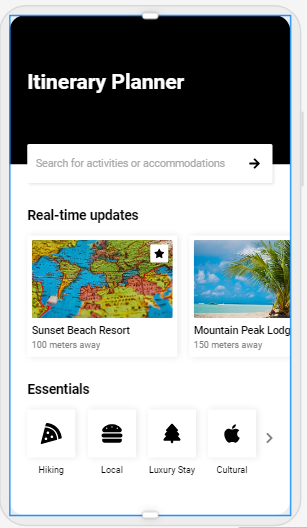 Itinerary Planner
Search for activities or accommodations
Real-time updates
Sunset Beach Resort
100 meters away
Mountain Peak Lodg
150 meters away
Essentials
Hiking
Local
Luxury Stay
Cultural